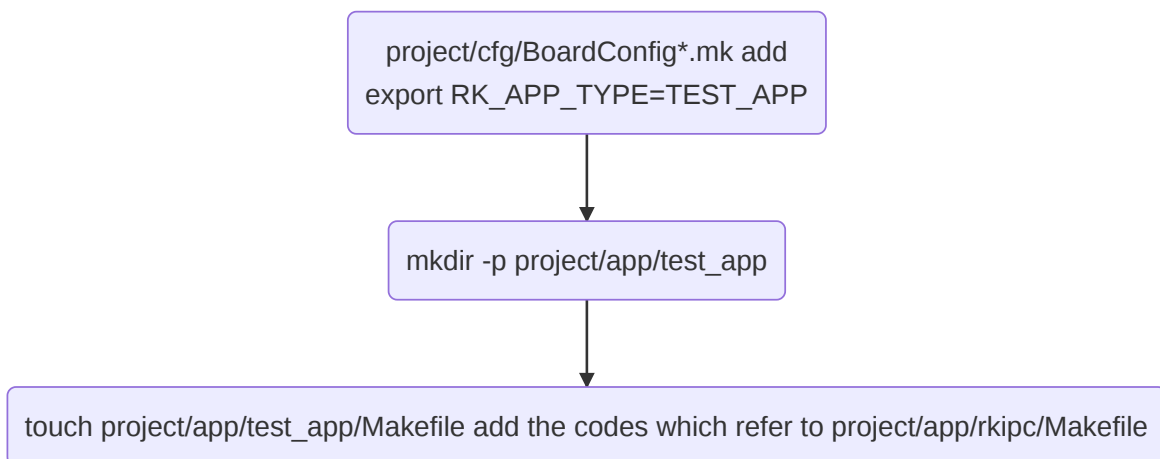 project/cfg/BoardConfig*.mk add
export RK_APP_TYPE=TEST_APP
mkdir -p project/app/test_app
touch project/app/test_app/Makefile add the codes which refer to project/app/rkipc/Makefile